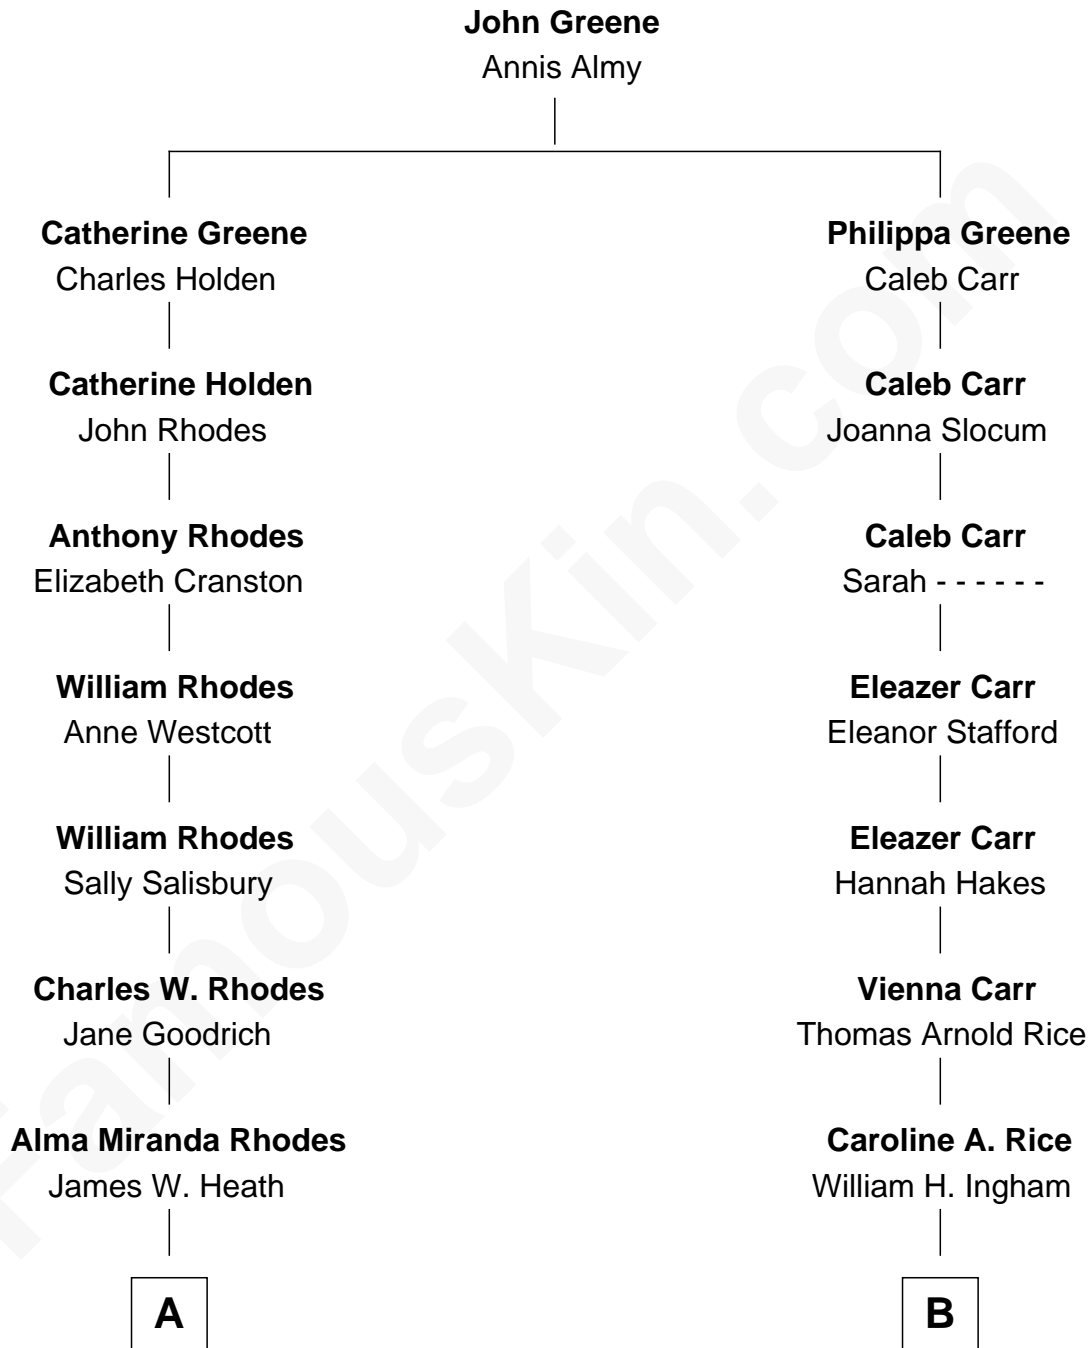 John Greene
Annis Almy
Catherine Greene
Charles Holden
Philippa Greene
Caleb Carr
Catherine Holden
John Rhodes
Caleb Carr
Joanna Slocum
Anthony Rhodes
Elizabeth Cranston
Caleb Carr
Sarah - - - - - -
William Rhodes
Anne Westcott
Eleazer Carr
Eleanor Stafford
William Rhodes
Sally Salisbury
Eleazer Carr
Hannah Hakes
Charles W. Rhodes
Jane Goodrich
Vienna Carr
Thomas Arnold Rice
Alma Miranda Rhodes
James W. Heath
Caroline A. Rice
William H. Ingham
A
B
FamousKin.com